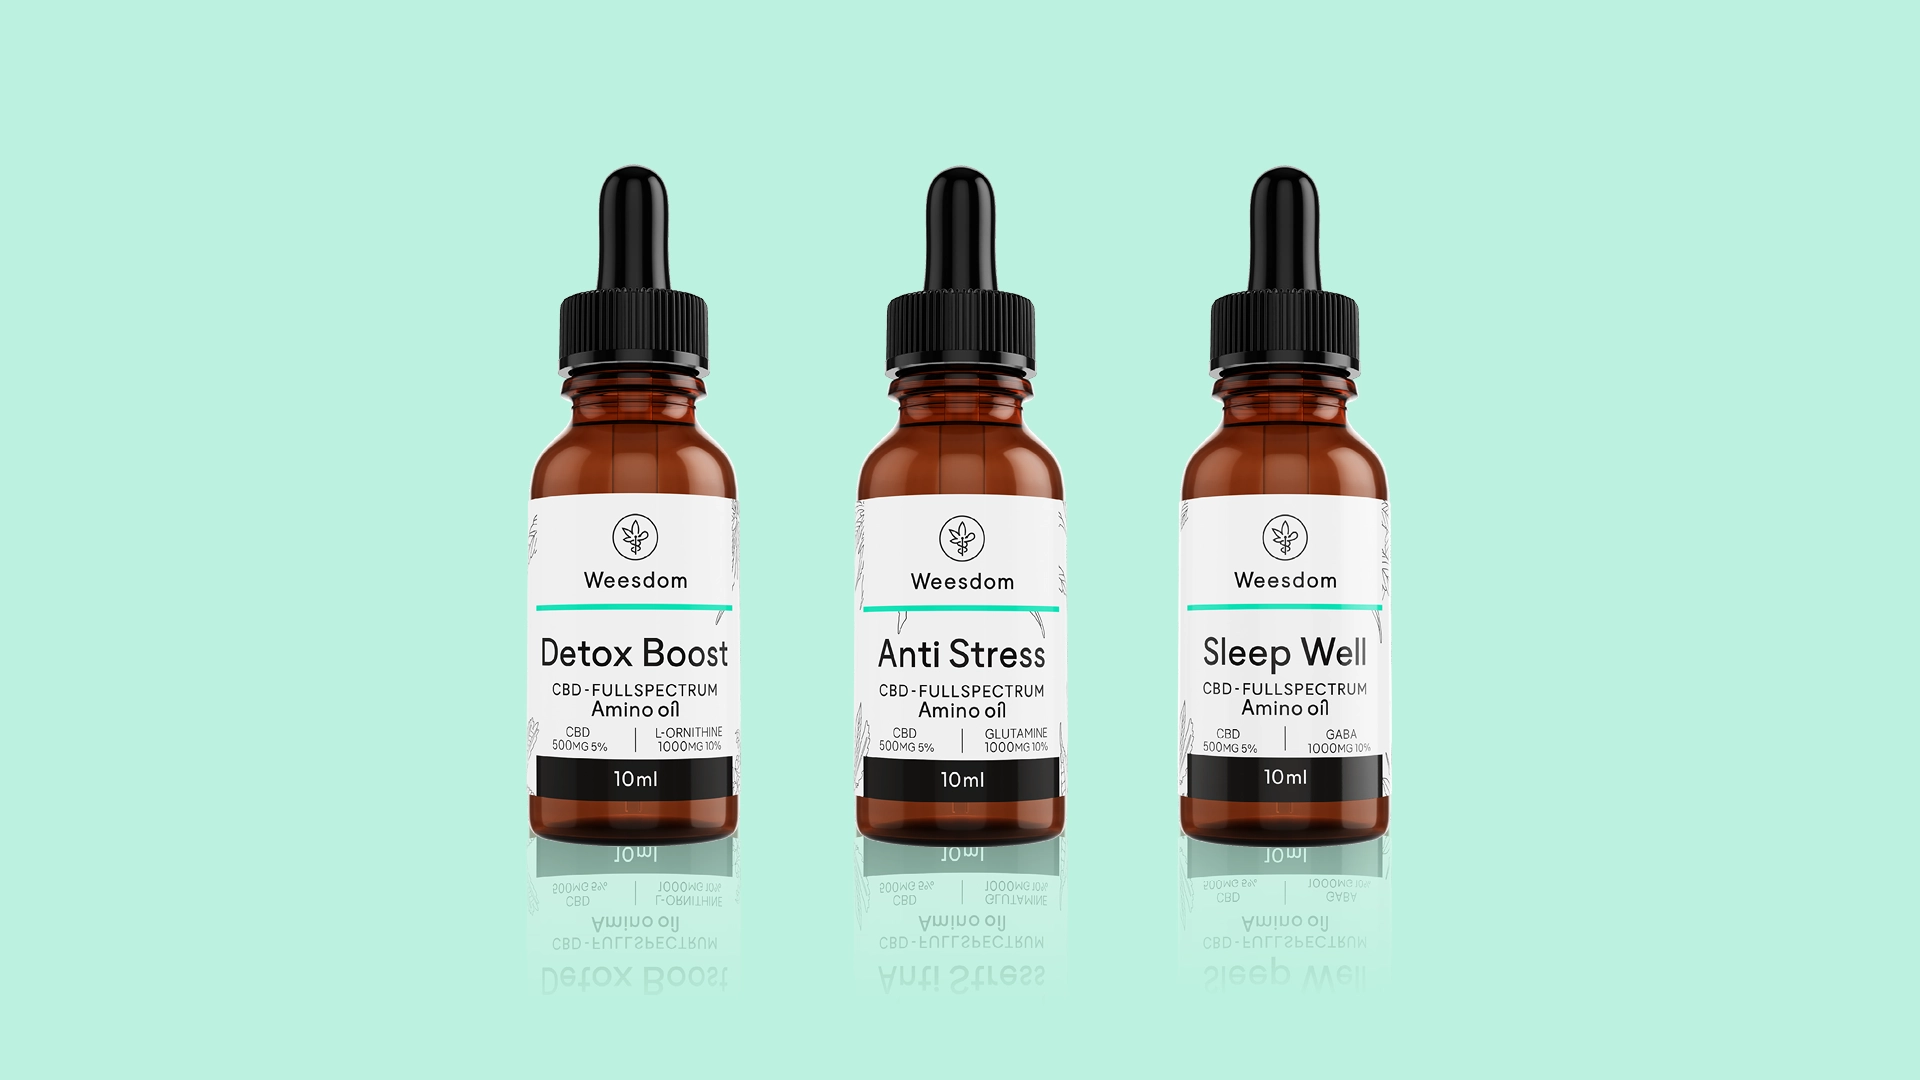 Weesdom
Detox Boost
CBD-FULLSPECTRUM
Amino oil
CBD
500MG 5%
L-ORNITHINE
1000MG 10%
10ml
Weesdom
Anti Stress
CBD-FULLSPECTRUM
Amino oil
CBD
500MG 5%
GLUTAMINE
1000MG 10%
10ml
Weesdom
Sleep Well
CBD-FULLSPECTRUM
Amino oil
CBD
500MG 5%
GABA
1000MG 10%
10ml